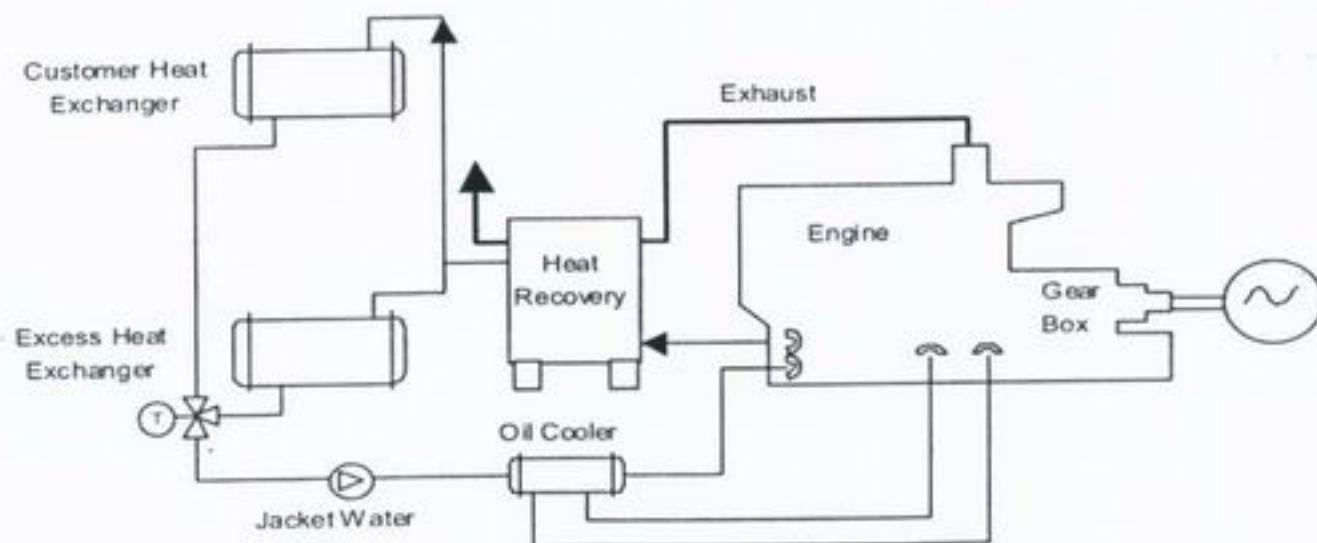 Customer Heat
Exchanger
Exhaust
Engine
Heat
Recovery
Gear
Box
Excess Heat
Exchanger
T
Oil Cooler
Jacket Water